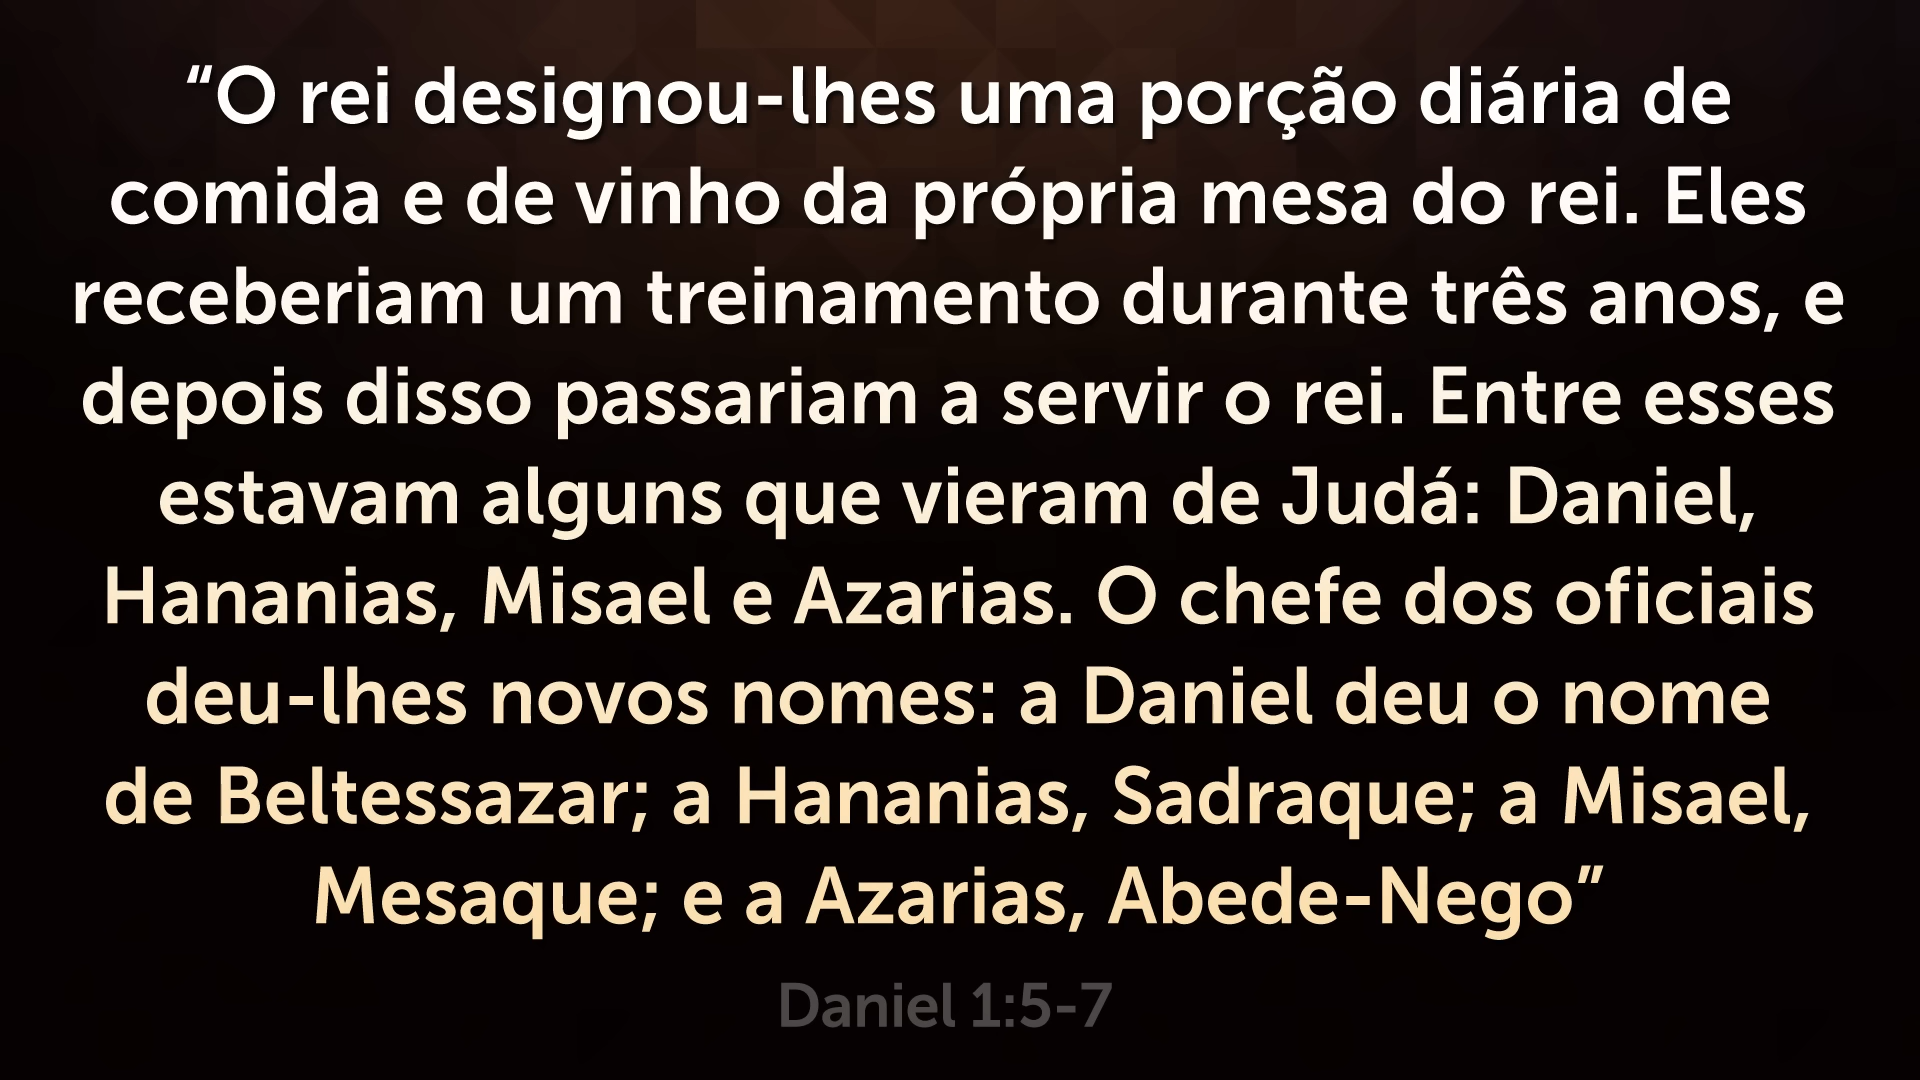 “O rei designou-lhes uma porção diária de
comida e de vinho da própria mesa do rei. Eles
receberiam um treinamento durante três anos, e
depois disso passariam a servir o rei. Entre esses
estavam alguns que vieram de Judá: Daniel,
Hananias, Misael e Azarias. O chefe dos oficiais
deu-lhes novos nomes: a Daniel deu o nome
de Beltessazar; a Hananias, Sadraque; a Misael,
Mesaque; e a Azarias, Abede-Nego”
Daniel 1:5-7